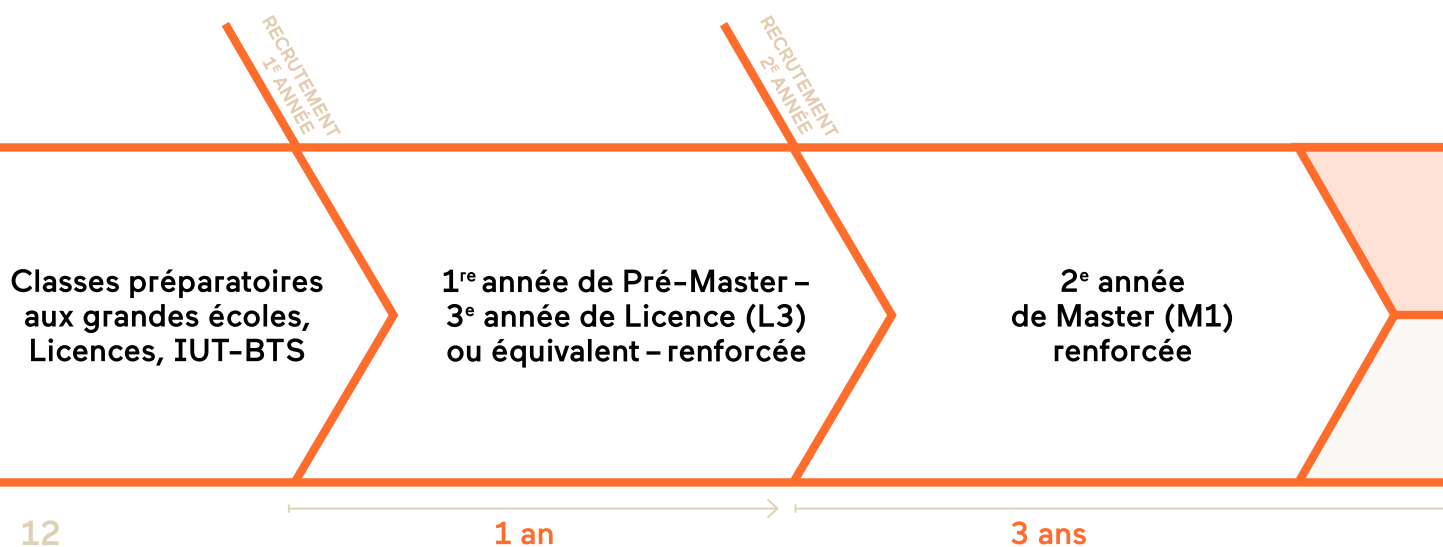 RECRUTEMENT
1E ANNÉE
RECRUTEMENT
2E ANNÉE
Classes préparatoires
aux grandes écoles,
Licences, IUT-BTS
1re année de Pré-Master –
3e année de Licence (L3)
ou équivalent – renforcée
2e année
de Master (M1)
renforcée
12
1 an
3 ans